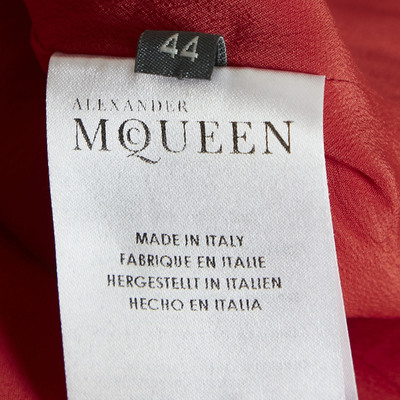 44
ALEXANDER
McQUEEN
MADE IN ITALY
FABRIQUE EN ITALIE
HERGESTELLT IN ITALIEN
HECHO EN ITALIA